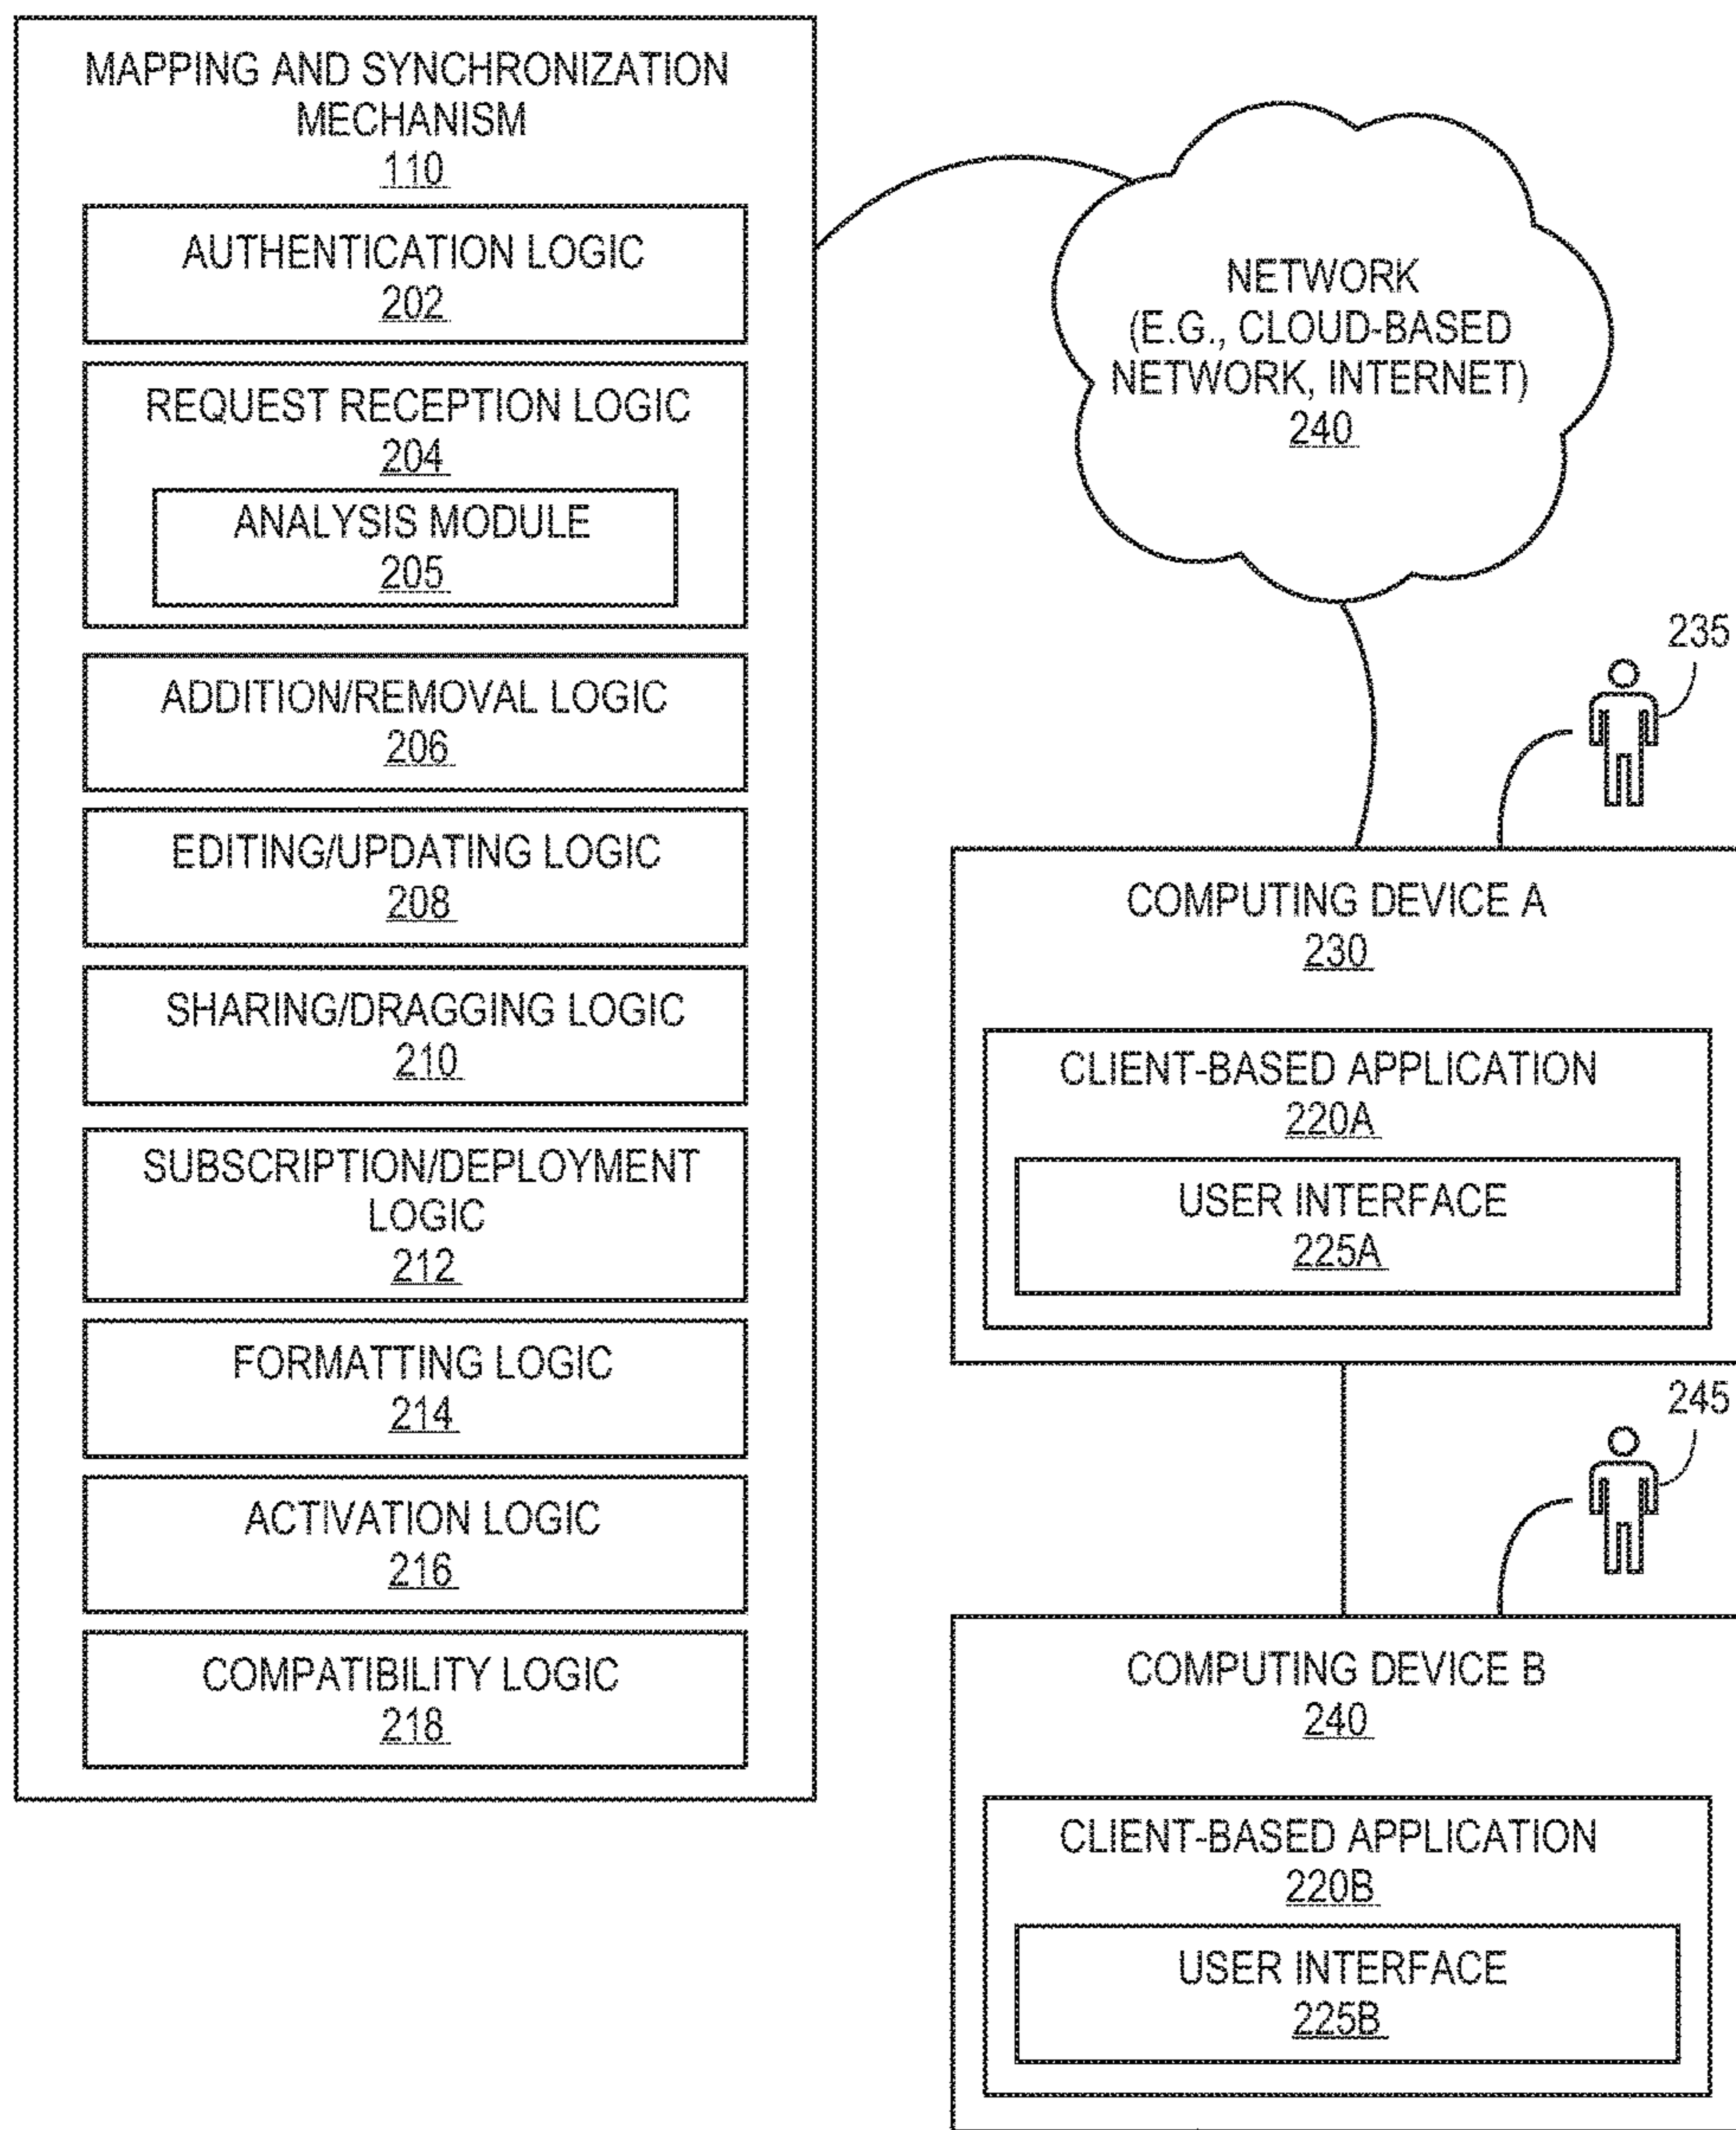 MAPPING AND SYNCHRONIZATION
MECHANISM
110
AUTHENTICATION LOGIC
202
REQUEST RECEPTION LOGIC
204
ANALYSIS MODULE
205
ADDITION/REMOVAL LOGIC
206
EDITING/UPDATING LOGIC
208
SHARING/DRAGGING LOGIC
210
SUBSCRIPTION/DEPLOYMENT
LOGIC
212
FORMATTING LOGIC
214
ACTIVATION LOGIC
216
COMPATIBILITY LOGIC
218
NETWORK
(E.G., CLOUD-BASED
NETWORK, INTERNET)
240
235
COMPUTING DEVICE A
230
CLIENT-BASED APPLICATION
220A
USER INTERFACE
225A
245
COMPUTING DEVICE B
240
CLIENT-BASED APPLICATION
220B
USER INTERFACE
225B